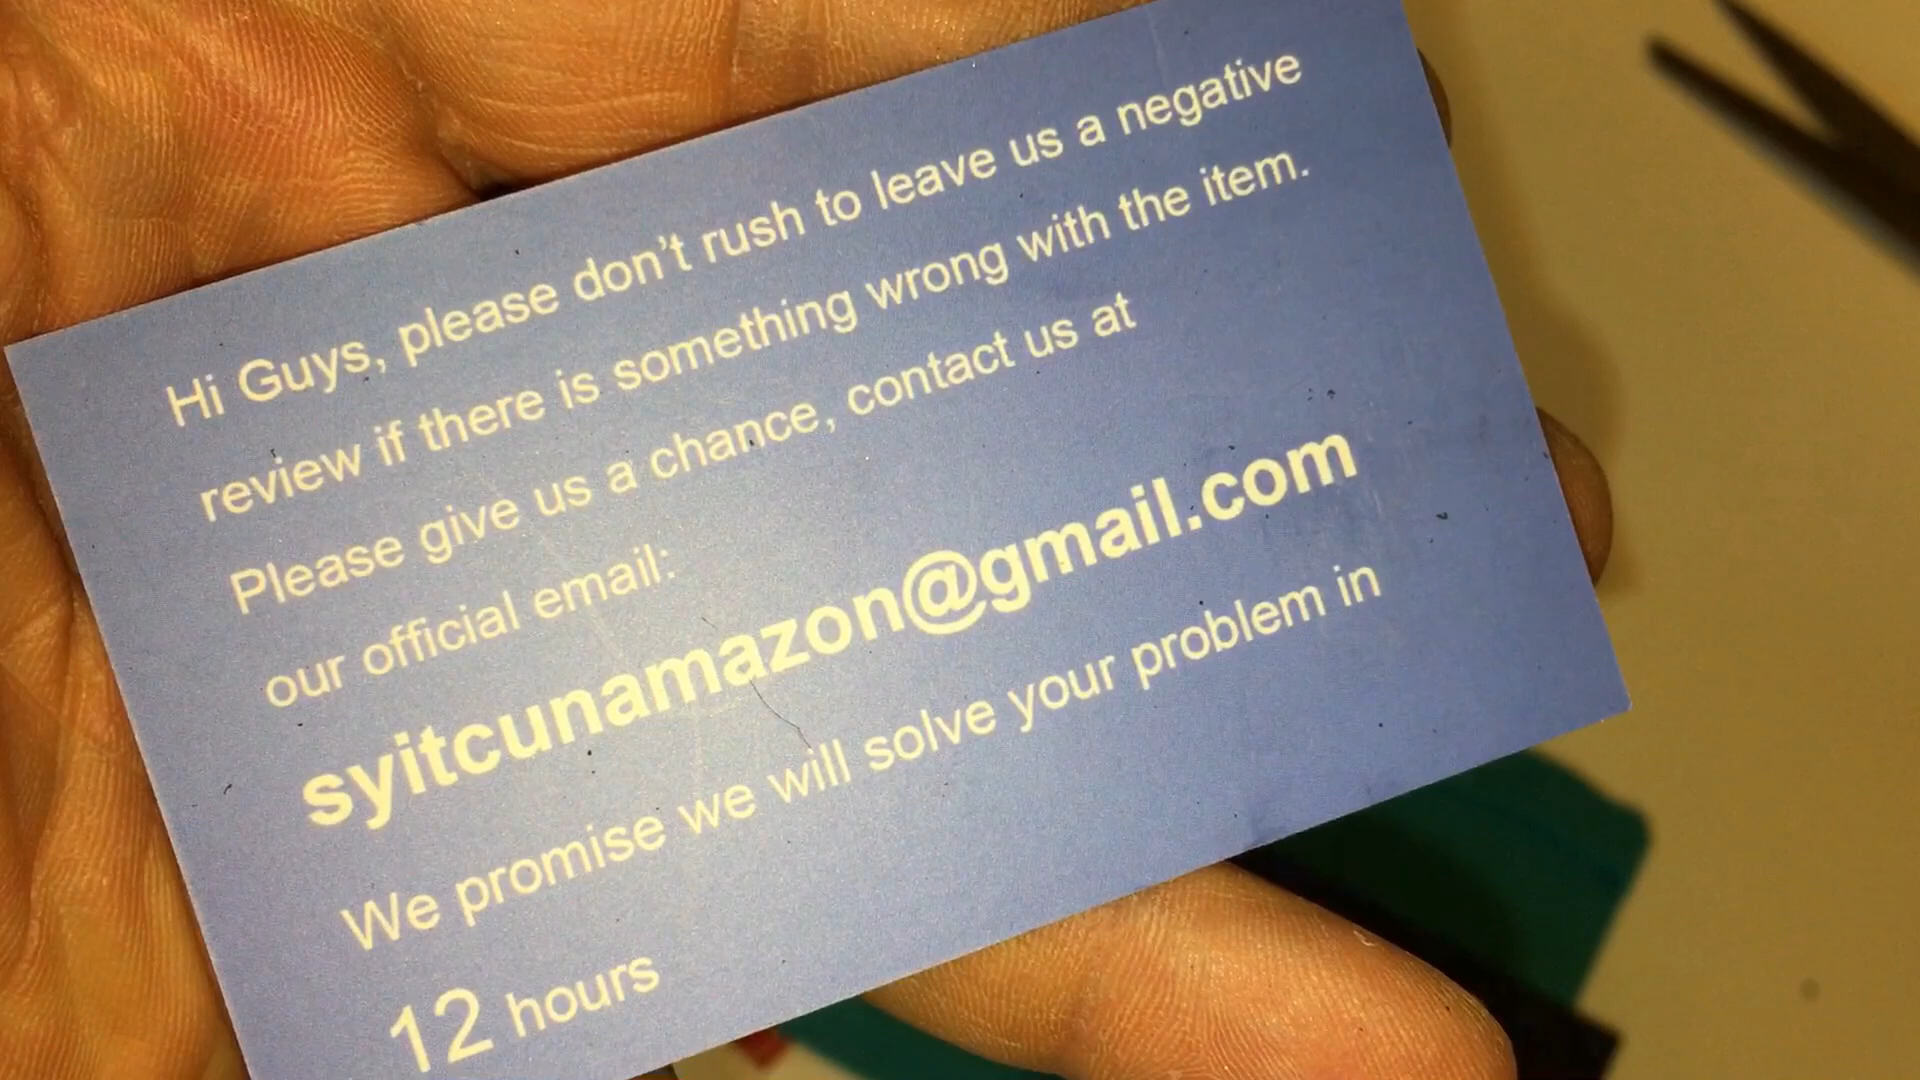 Hi Guys, please don't rush to leave us a negative
review if there is something wrong with the item.
Please give us a chance, contact us at
our official email:
syitcunamazon@gmail.com
We promise we will solve your problem in
12 hours